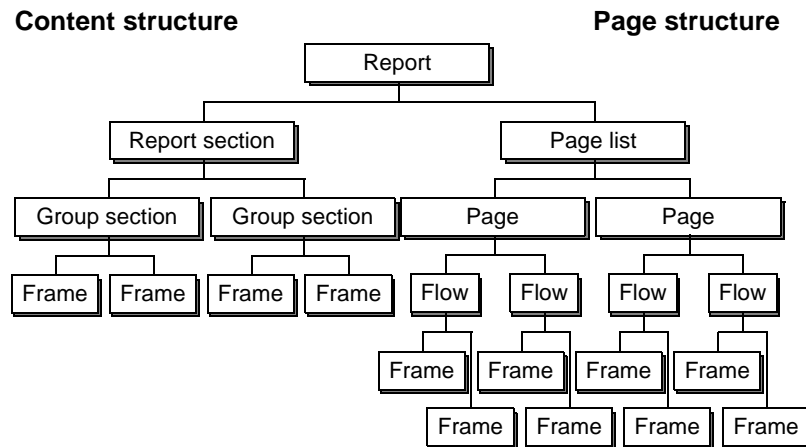 Content structure Page structure
Report
Report section Page list
Group section Group section Page Page
Frame Frame Frame Frame Flow Flow Flow Flow
Frame Frame Frame Frame
Frame Frame Frame Frame